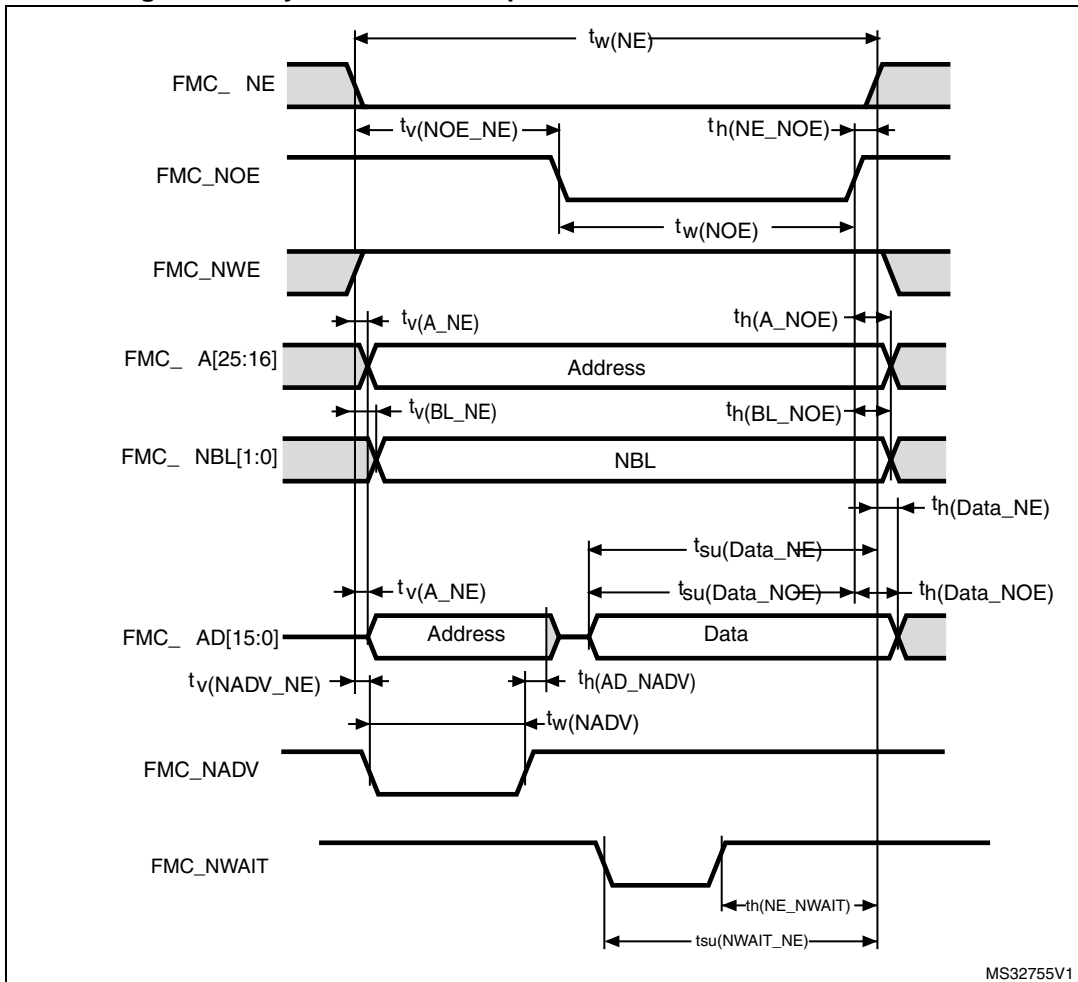 tw(NE)
FMC_ NE
tv(NOE_NE)
th(NE_NOE)
FMC_NOE
tw(NOE)
FMC_NWE
tv(A_NE)
th(A_NOE)
FMC_ A[25:16]
Address
tv(BL_NE)
th(BL_NOE)
FMC_ NBL[1:0]
NBL
th(Data_NE)
tsu(Data_NE)
tv(A_NE)
tsu(Data_NOE)
th(Data_NOE)
FMC_ AD[15:0]
Address
Data
tv(NADV_NE)
th(AD_NADV)
tw(NADV)
FMC_NADV
FMC_NWAIT
th(NE_NWAIT)
tsu(NWAIT_NE)
MS32755V1